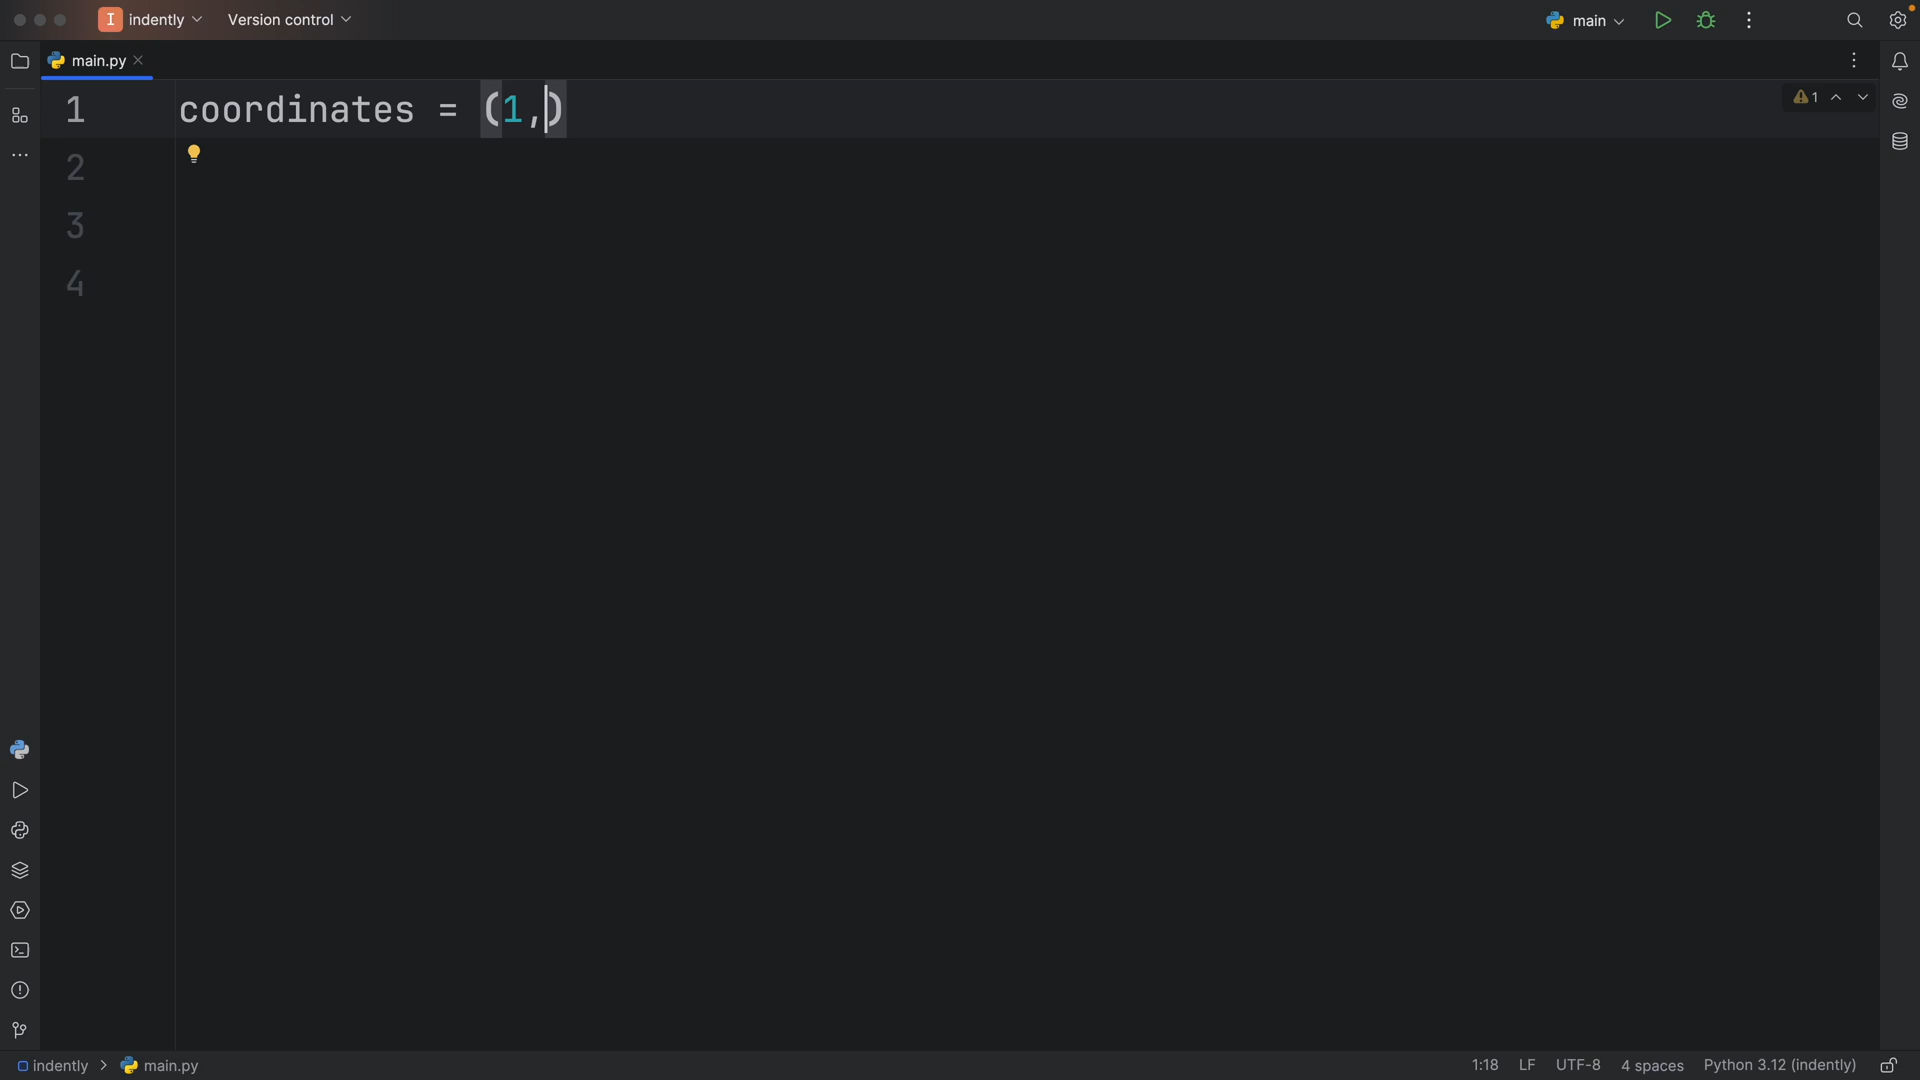 I indently Version control main
main.py
1 coordinates = (1,)
1
2
3
4
indently main.py 1:18 LF UTF-8 4 spaces Python 3.12 (indently)